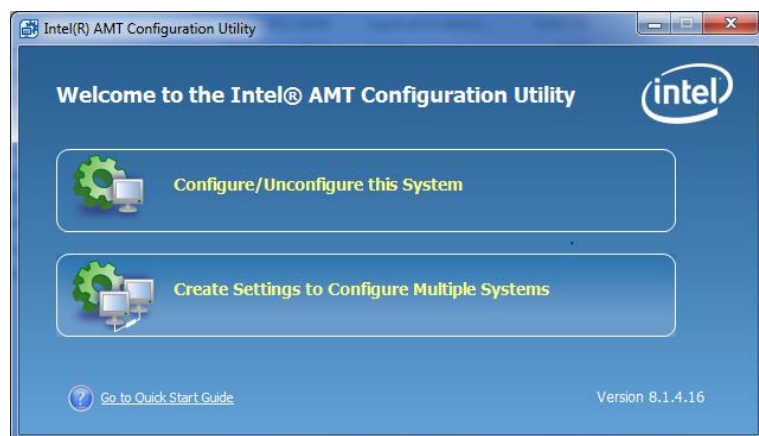 Intel(R) AMT Configuration Utility
Welcome to the Intel® AMT Configuration Utility
intel
Configure/Unconfigure this System
Create Settings to Configure Multiple Systems
Go to Quick Start Guide
Version 8.1.4.16